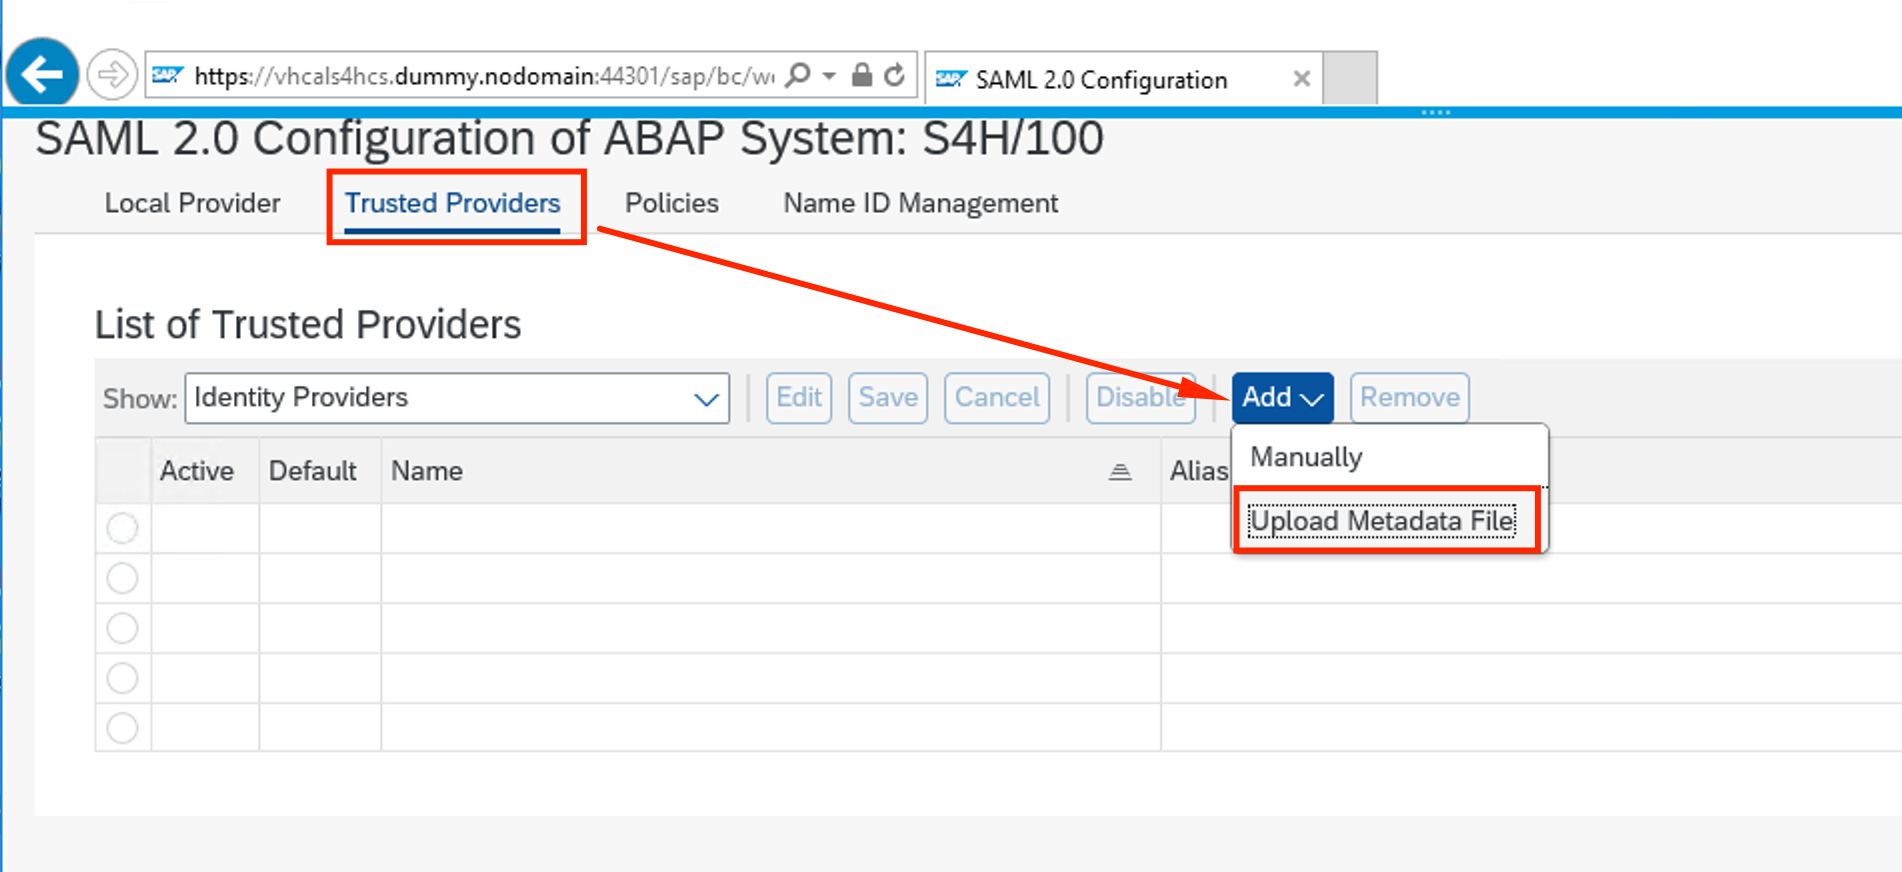 SAP https://vhcals4hcs.dummy.nodomain:44301/sap/bc/w
SAP SAML 2.0 Configuration
SAML 2.0 Configuration of ABAP System: S4H/100
Local Provider Trusted Providers Policies Name ID Management
List of Trusted Providers
Show: Identity Providers Edit Save Cancel Disable Add Remove
Manually
Active Default Name Alias
Upload Metadata File